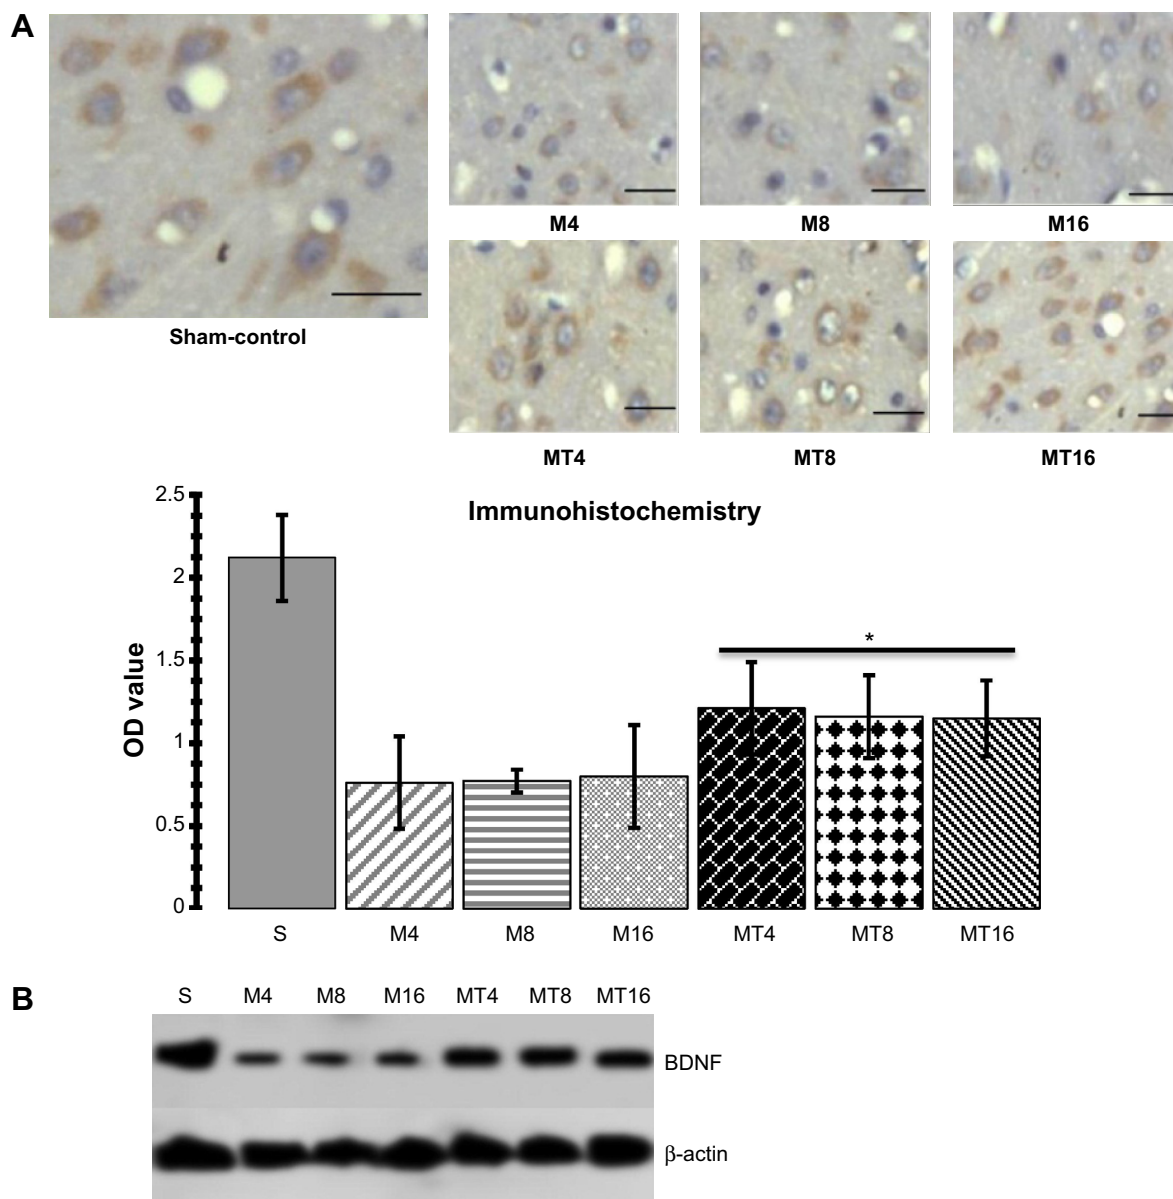 A
Sham-control
M4
M8
M16
MT4
MT8
MT16
Immunohistochemistry
OD value
2.5
2
1.5
1
0.5
0
*
S M4 M8 M16 MT4 MT8 MT16
B
S M4 M8 M16 MT4 MT8 MT16
BDNF
β-actin